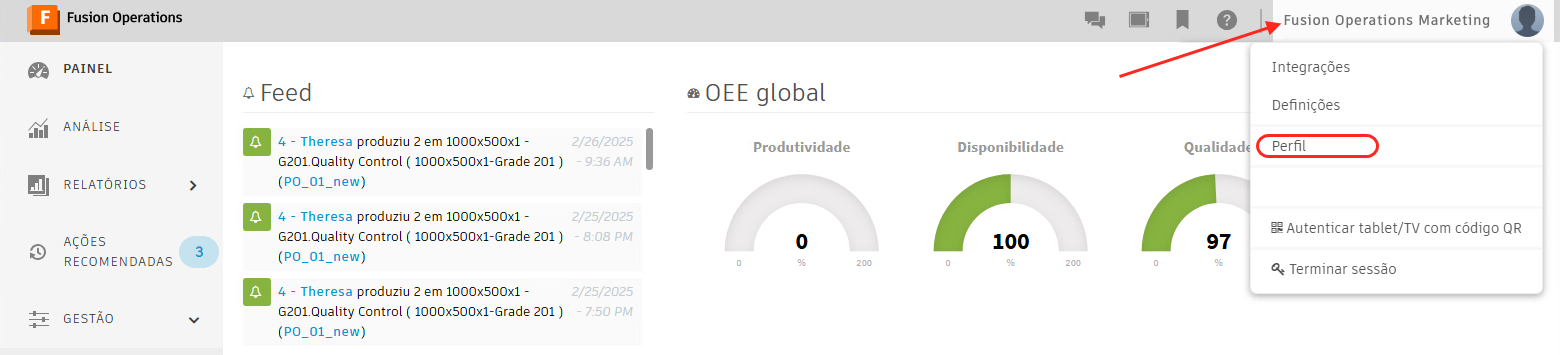 F Fusion Operations
? Fusion Operations Marketing
PAINEL
ANÁLISE
RELATÓRIOS
AÇÕES
RECOMENDADAS
3
GESTÃO
Feed
4 - Theresa produziu 2 em 1000x500x1 -
G201.Quality Control ( 1000x500x1-Grade 201 )
(PO_01_new)
2/26/2025
- 9:36 AM
4 - Theresa produziu 2 em 1000x500x1 -
G201.Quality Control ( 1000x500x1-Grade 201 )
(PO_01_new)
2/25/2025
- 8:08 PM
4 - Theresa produziu 2 em 1000x500x1 -
G201.Quality Control ( 1000x500x1-Grade 201 )
(PO_01_new)
2/25/2025
- 7:50 PM
OEE global
Produtividade
0
0 % 200
Disponibilidade
100
0 % 200
Qualidade
97
0 %
Integrações
Definições
Perfil
Autenticar tablet/TV com código QR
Terminar sessão